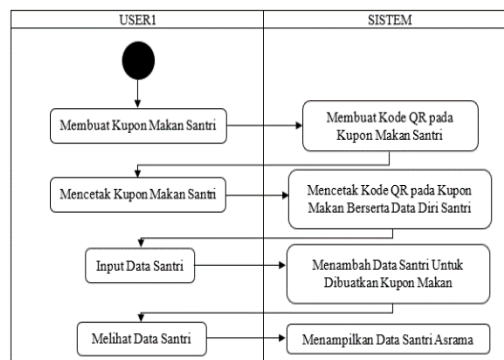 USER1
SISTEM
Membuat Kupon Makan Santri
Membuat Kode QR pada
Kupon Makan Santri
Mencetak Kupon Makan Santri
Mencetak Kode QR pada Kupon
Makan Berserta Data Diri Santri
Input Data Santri
Menambah Data Santri Untuk
Dibuatkan Kupon Makan
Melihat Data Santri
Menampilkan Data Santri Asrama